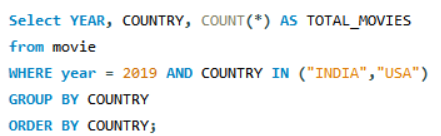 Select YEAR, COUNTRY, COUNT(*) AS TOTAL_MOVIES
from movie
WHERE year = 2019 AND COUNTRY IN ("INDIA","USA")
GROUP BY COUNTRY
ORDER BY COUNTRY;